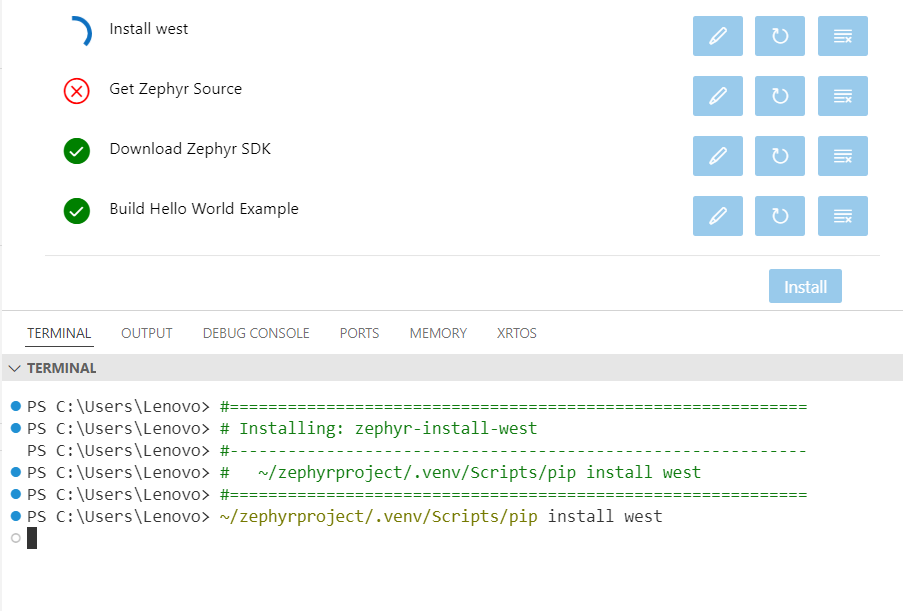 Install west
Get Zephyr Source
Download Zephyr SDK
Build Hello World Example
Install
TERMINAL OUTPUT DEBUG CONSOLE PORTS MEMORY XRTOS
TERMINAL
PS C:\Users\Lenovo> #============================================================
PS C:\Users\Lenovo> # Installing: zephyr-install-west
PS C:\Users\Lenovo> #------------------------------------------------------------
PS C:\Users\Lenovo> #   ~/zephyrproject/.venv/Scripts/pip install west
PS C:\Users\Lenovo> #============================================================
PS C:\Users\Lenovo> ~/zephyrproject/.venv/Scripts/pip install west